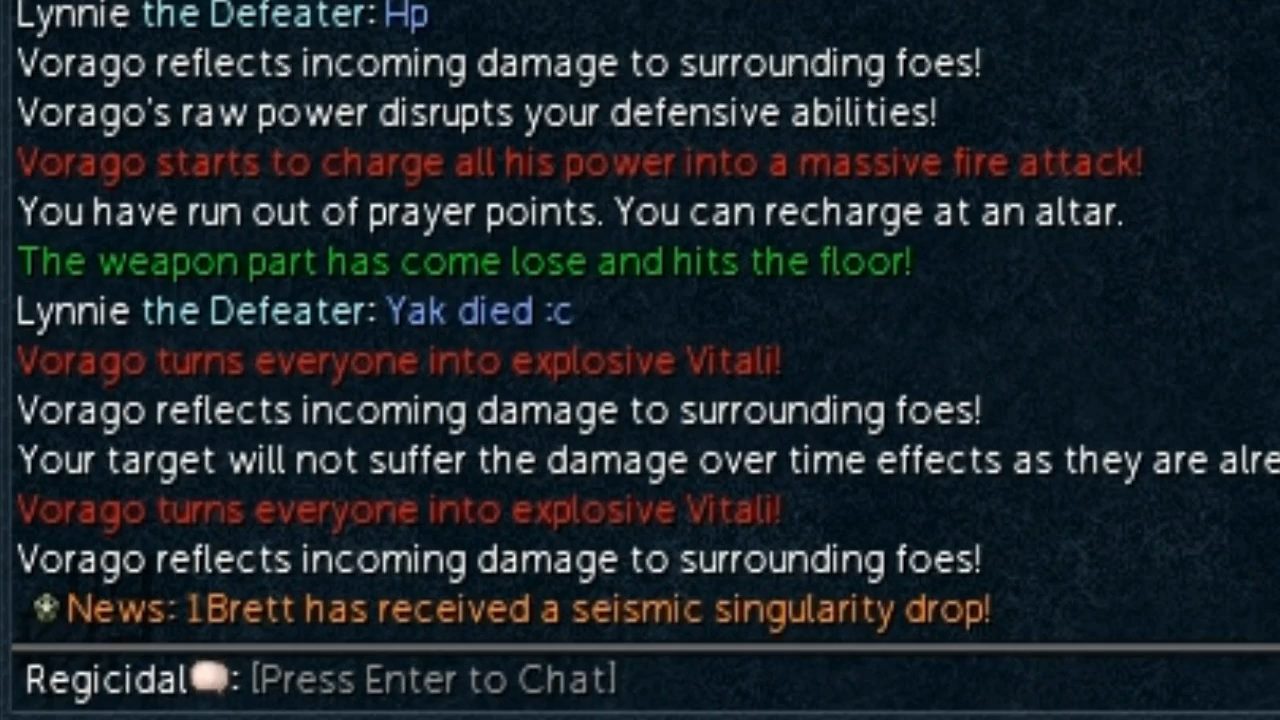 Lynnie the Defeater: Hp
Vorago reflects incoming damage to surrounding foes!
Vorago's raw power disrupts your defensive abilities!
Vorago starts to charge all his power into a massive fire attack!
You have run out of prayer points. You can recharge at an altar.
The weapon part has come lose and hits the floor!
Lynnie the Defeater: Yak died :c
Vorago turns everyone into explosive Vitali!
Vorago reflects incoming damage to surrounding foes!
Your target will not suffer the damage over time effects as they are alre
Vorago turns everyone into explosive Vitali!
Vorago reflects incoming damage to surrounding foes!
News: 1Brett has received a seismic singularity drop!
Regicidal: [Press Enter to Chat]